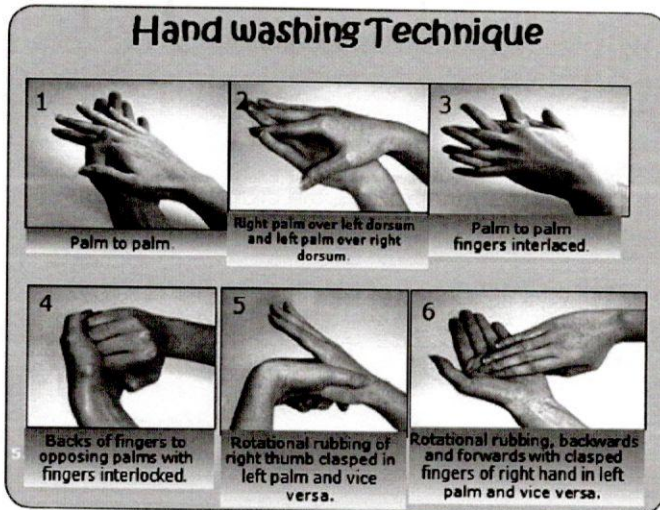 Hand washing Technique
1
Palm to palm.
2
Right palm over left dorsum
and left palm over right
dorsum.
3
Palm to palm
fingers interlaced.
4
Backs of fingers to
opposing palms with
fingers interlocked.
5
Rotational rubbing of
right thumb clasped in
left palm and vice
versa.
6
Rotational rubbing, backwards
and forwards with clasped
fingers of right hand in left
palm and vice versa.